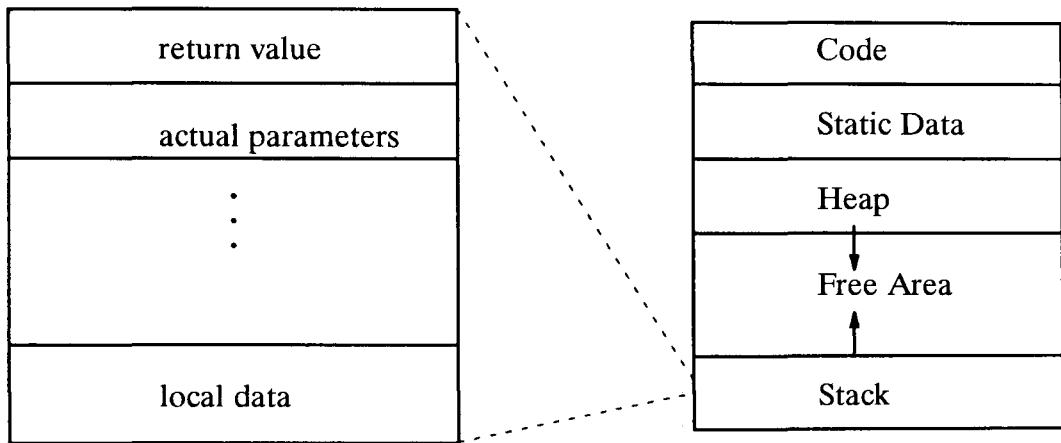 return value
actual parameters
local data
Code
Static Data
Heap
Free Area
Stack